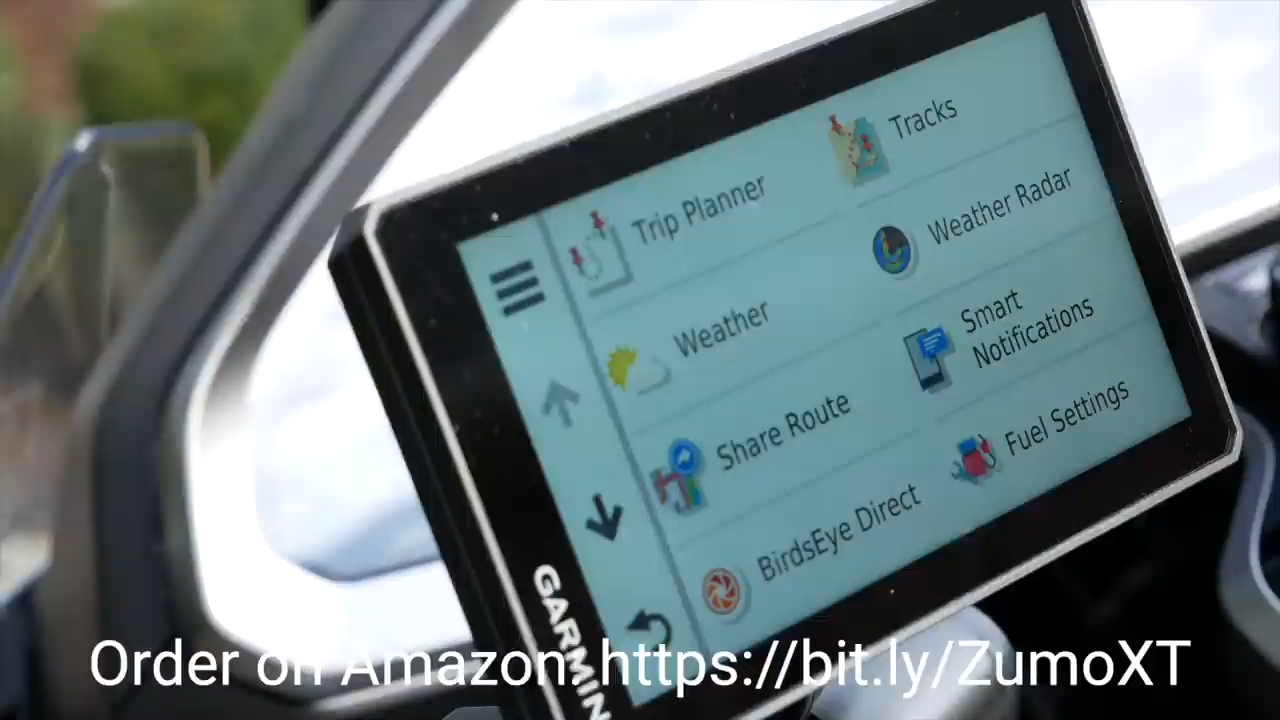 Tracks
Trip Planner
Weather Radar
Weather
Smart
Notifications
Share Route
Fuel Settings
BirdsEye Direct
GARMIN
Order on Amazon: https://bit.ly/ZumoXT